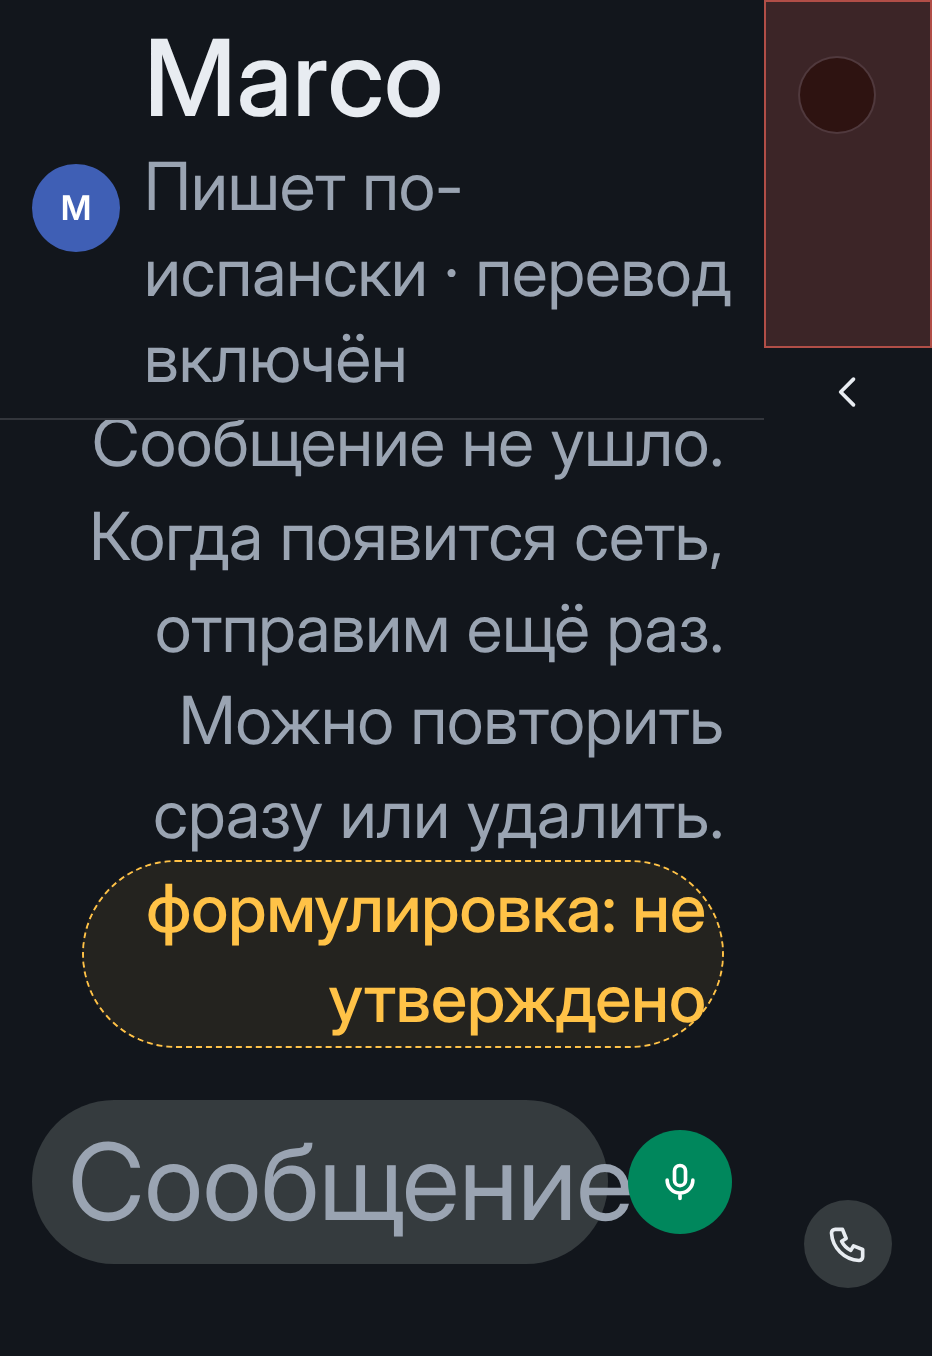 Marco
M
Пишет по-
испански · перевод
включён
Сообщение не ушло.
Когда появится сеть,
отправим ещё раз.
Можно повторить
сразу или удалить.
формулировка: не
утверждено
Сообщение